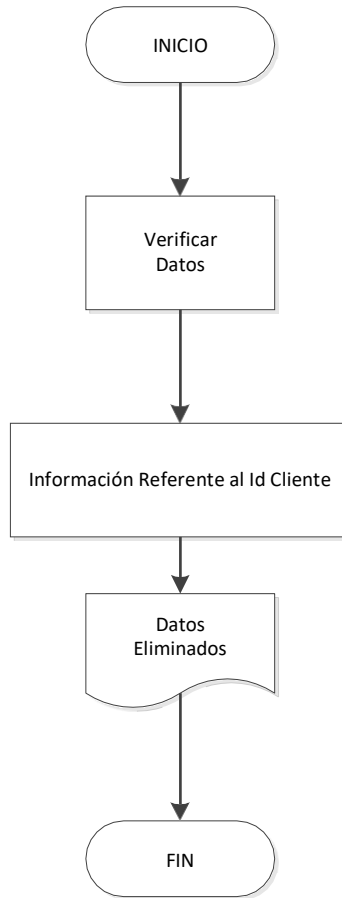 INICIO
Verificar
Datos
Información Referente al Id Cliente
Datos
Eliminados
FIN